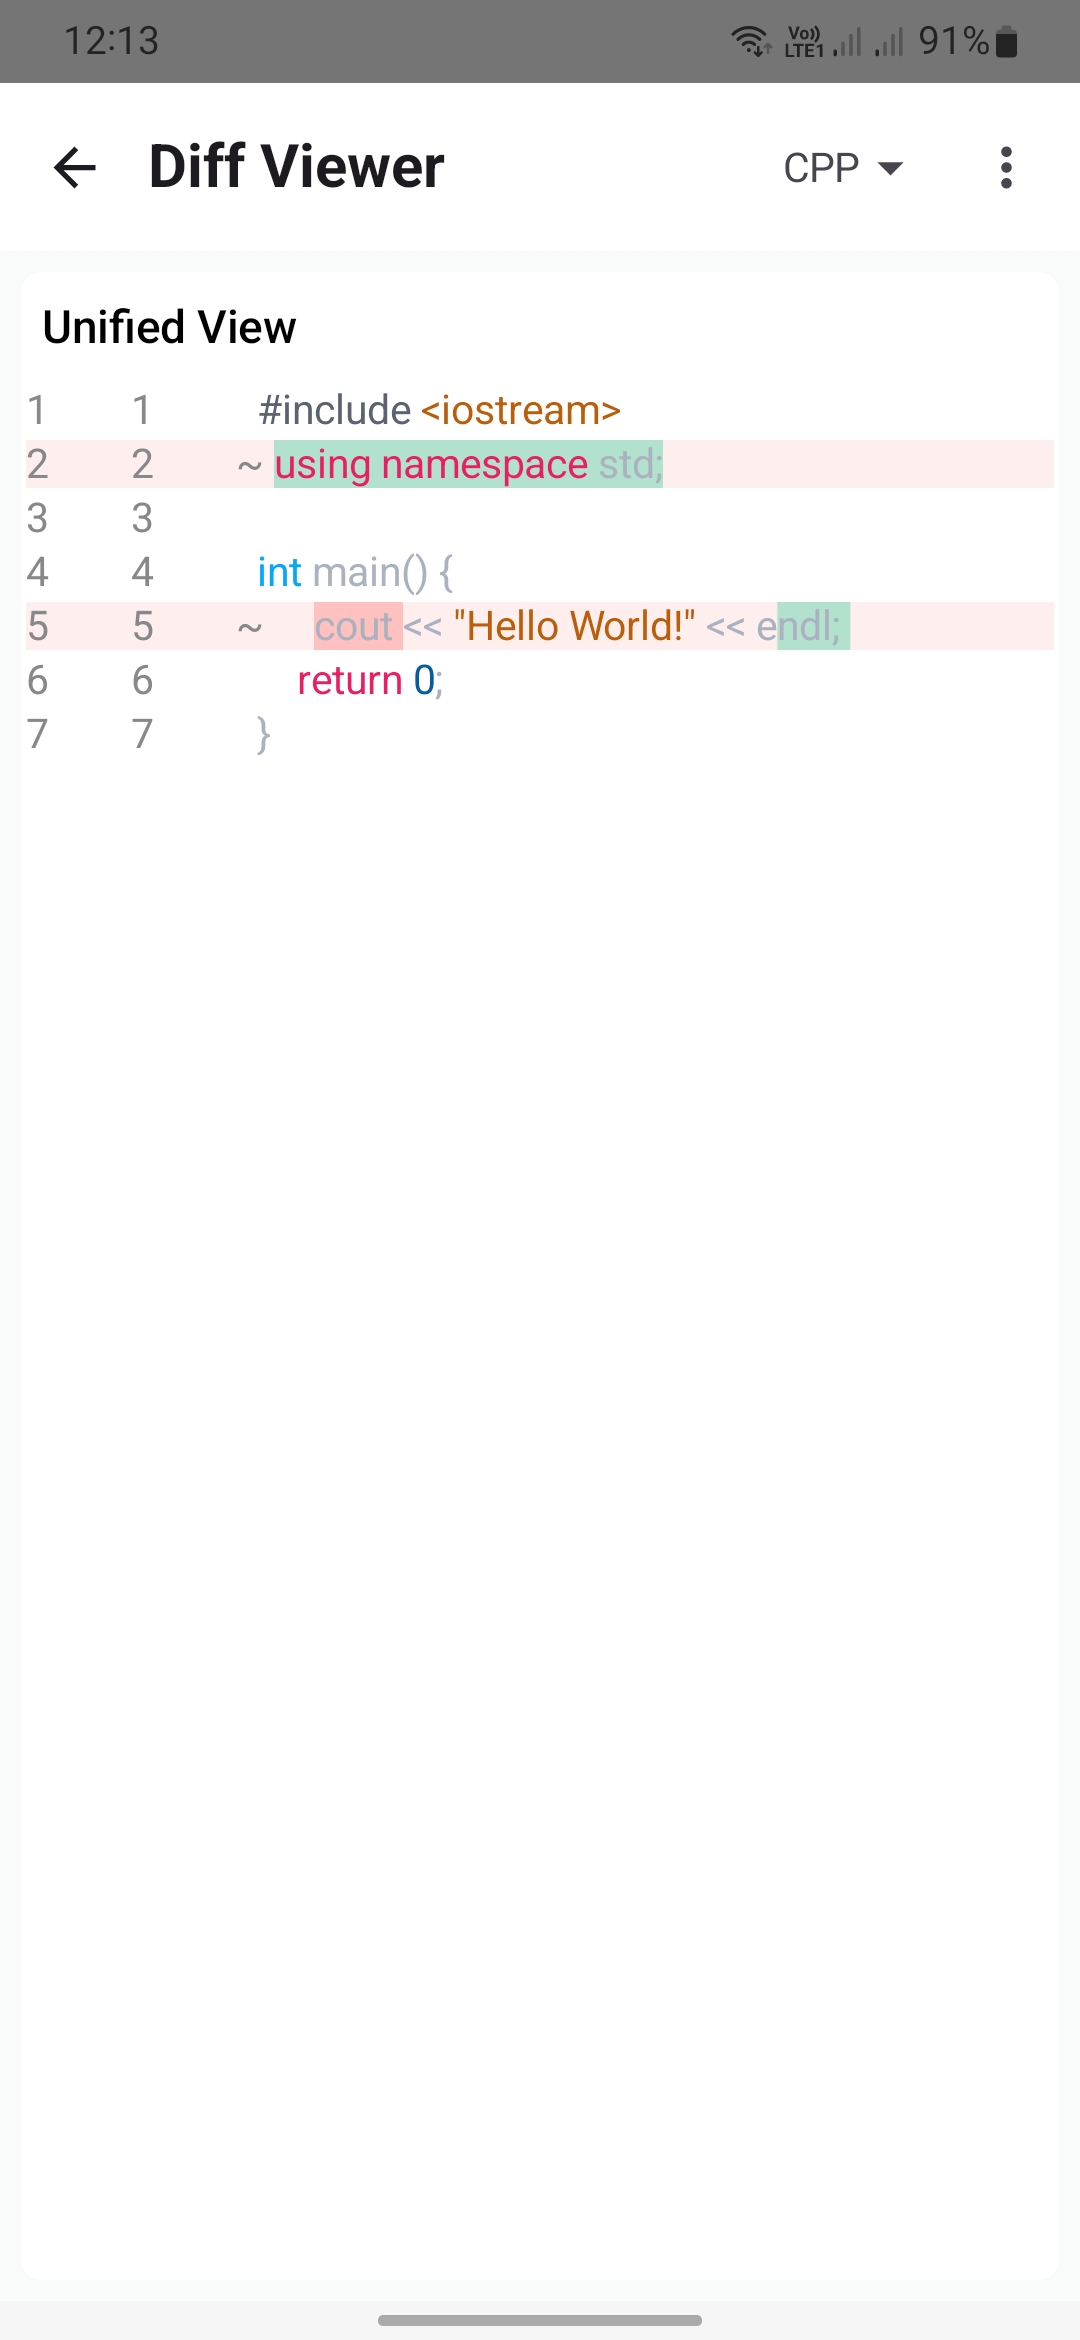 12:13 Vo)) LTE1 91%
Diff Viewer CPP
Unified View
1 1 #include <iostream>
2 2 ~ using namespace std;
3 3
4 4 int main() {
5 5 ~ cout << "Hello World!" << endl;
6 6 return 0;
7 7 }